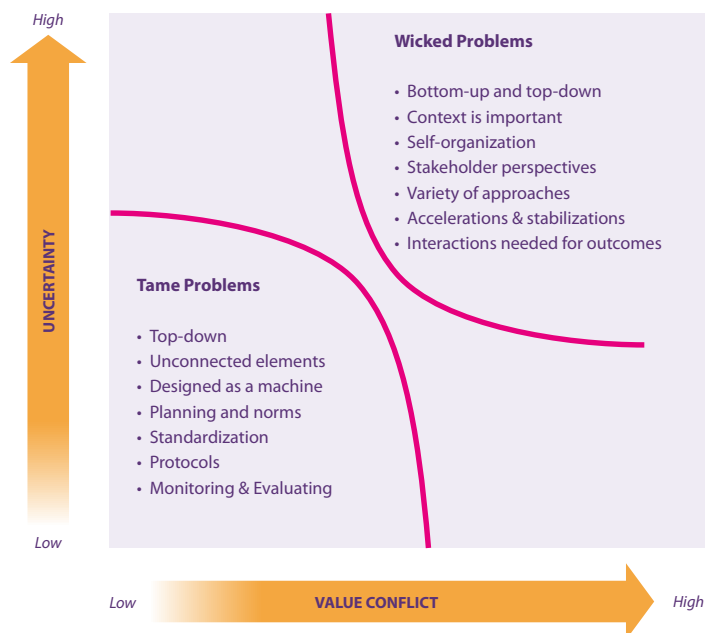 High
Wicked Problems
• Bottom-up and top-down
• Context is important
• Self-organization
• Stakeholder perspectives
• Variety of approaches
• Accelerations & stabilizations
• Interactions needed for outcomes
UNCERTAINTY
Tame Problems
• Top-down
• Unconnected elements
• Designed as a machine
• Planning and norms
• Standardization
• Protocols
• Monitoring & Evaluating
Low
Low
VALUE CONFLICT
High